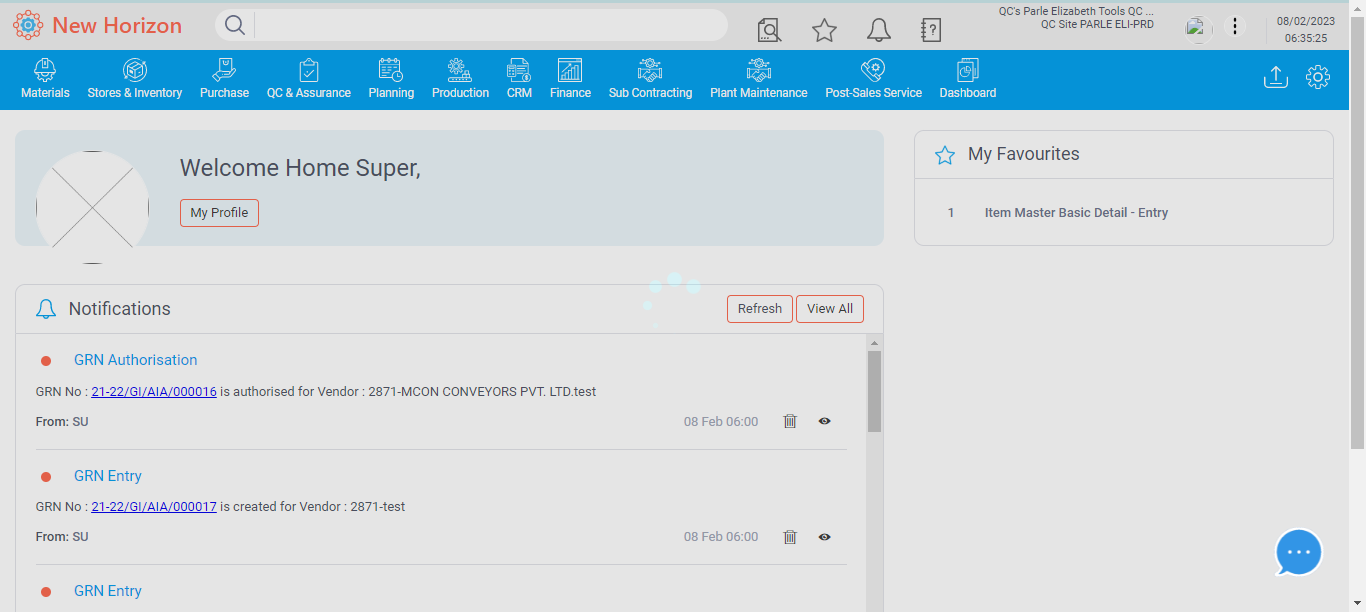 New Horizon
QC's Parle Elizabeth Tools QC ...
QC Site PARLE ELI-PRD
08/02/2023
06:35:25
Materials
Stores & Inventory
Purchase
QC & Assurance
Planning
Production
CRM
Finance
Sub Contracting
Plant Maintenance
Post-Sales Service
Dashboard
Welcome Home Super,
My Profile
My Favourites
1 Item Master Basic Detail - Entry
Notifications
Refresh
View All
GRN Authorisation
GRN No : 21-22/GI/AIA/000016 is authorised for Vendor : 2871-MCON CONVEYORS PVT. LTD.test
From: SU
08 Feb 06:00
GRN Entry
GRN No : 21-22/GI/AIA/000017 is created for Vendor : 2871-test
From: SU
08 Feb 06:00
GRN Entry